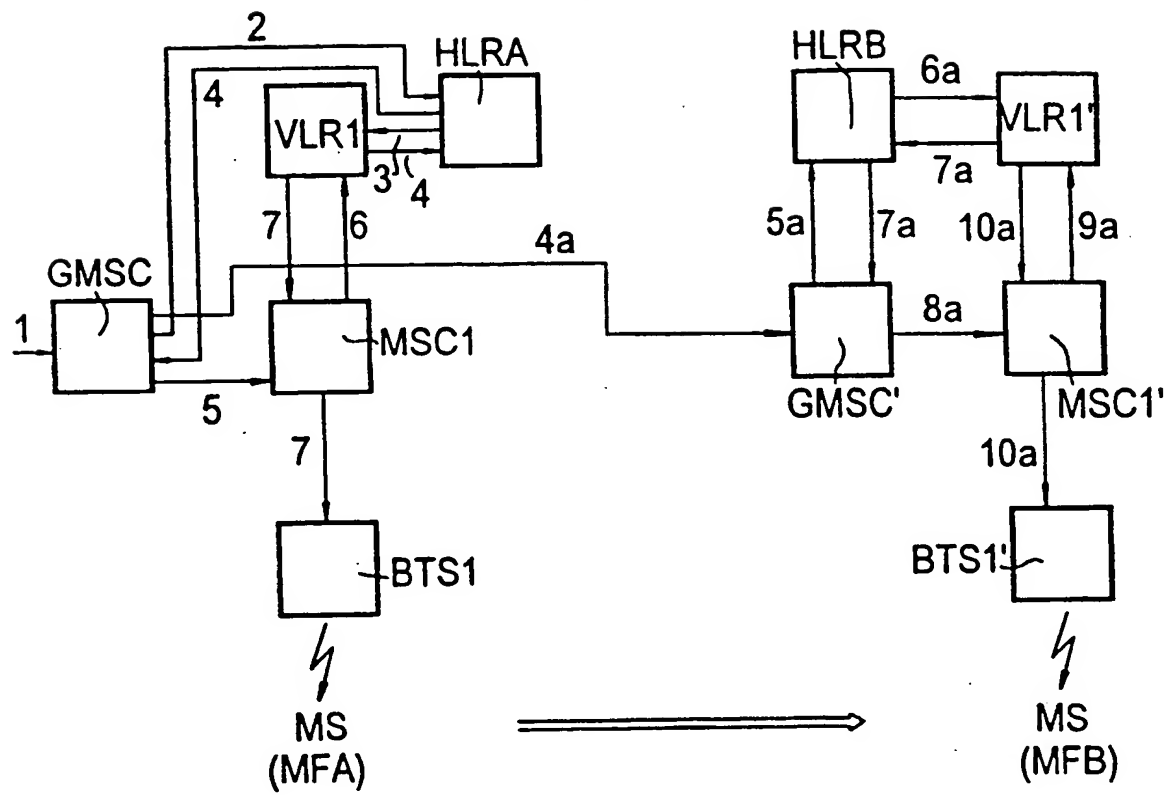 2
HLRA
HLRB
6a
4
VLR1
VLR1'
3
4
7a
7
6
5a
7a
10a
9a
4a
GMSC
1
MSC1
8a
5
GMSC'
MSC1'
7
10a
BTS1
BTS1'
MS
(MFA)
MS
(MFB)